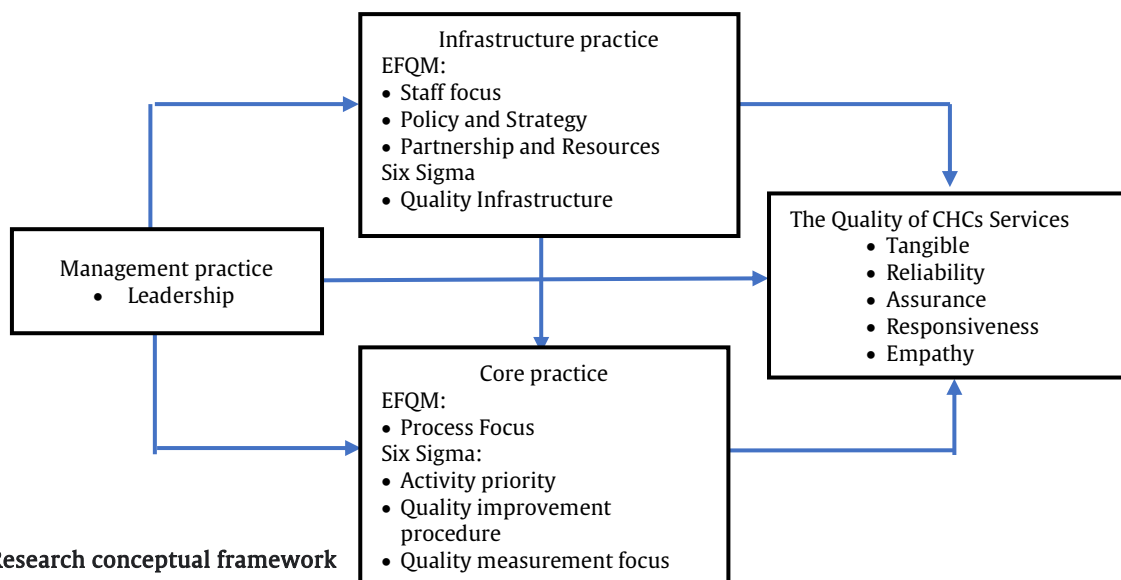 Infrastructure practice
EFQM:
• Staff focus
• Policy and Strategy
• Partnership and Resources
Six Sigma
• Quality Infrastructure
Management practice
• Leadership
The Quality of CHCs Services
• Tangible
• Reliability
• Assurance
• Responsiveness
• Empathy
Core practice
EFQM:
• Process Focus
Six Sigma:
• Activity priority
• Quality improvement
procedure
• Quality measurement focus
Research conceptual framework